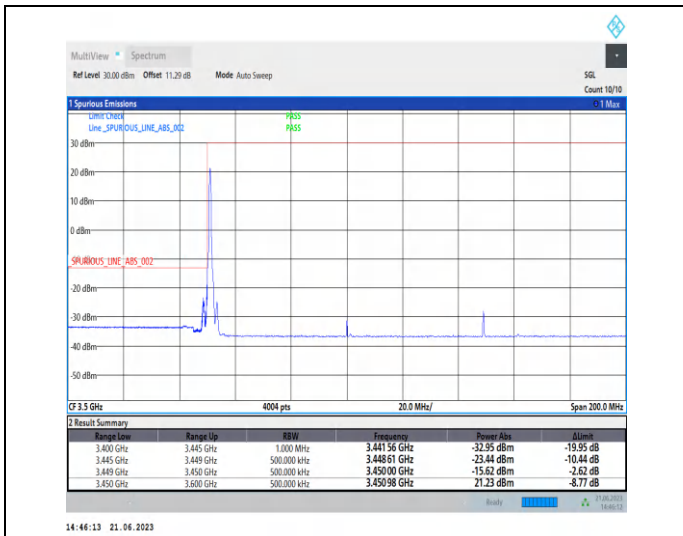 MultiView Spectrum
Ref Level 30.00 dBm Offset 11.29 dB Mode Auto Sweep SGL
Count 10/10
1 Spurious Emissions 1 Max
Limit Check PASS
Line _SPURIOUS_LINE_ABS_002 PASS
30 dBm
20 dBm
10 dBm
0 dBm
_SPURIOUS_LINE_ABS_002
-20 dBm
-30 dBm
-40 dBm
-50 dBm
CF 3.5 GHz 4004 pts 20.0 MHz/ Span 200.0 MHz
2 Result Summary
Range Low Range Up RBW Frequency Power Abs ΔLimit
3.400 GHz 3.445 GHz 1.000 MHz 3.441 56 GHz -32.95 dBm -19.95 dB
3.445 GHz 3.449 GHz 500.000 kHz 3.448 61 GHz -23.44 dBm -10.44 dB
3.449 GHz 3.450 GHz 500.000 kHz 3.450 00 GHz -15.62 dBm -2.62 dB
3.450 GHz 3.600 GHz 500.000 kHz 3.450 98 GHz 21.23 dBm -8.77 dB
Ready 21.06.2023
14:46:13
14:46:13 21.06.2023